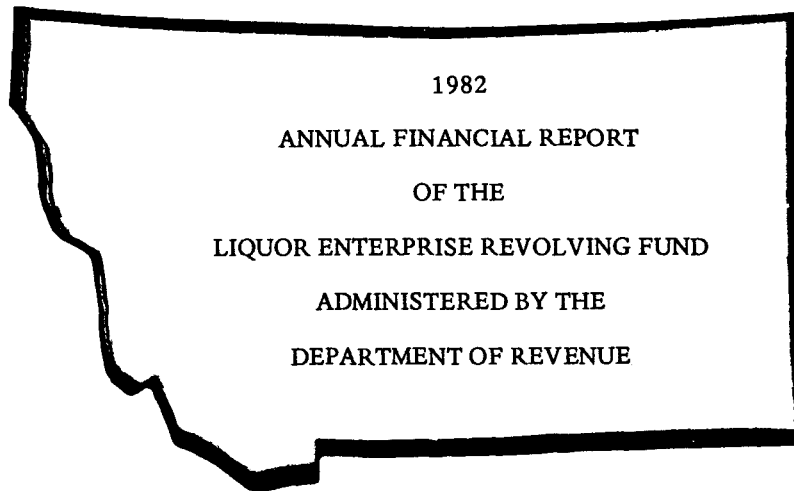 1982
ANNUAL FINANCIAL REPORT
OF THE
LIQUOR ENTERPRISE REVOLVING FUND
ADMINISTERED BY THE
DEPARTMENT OF REVENUE